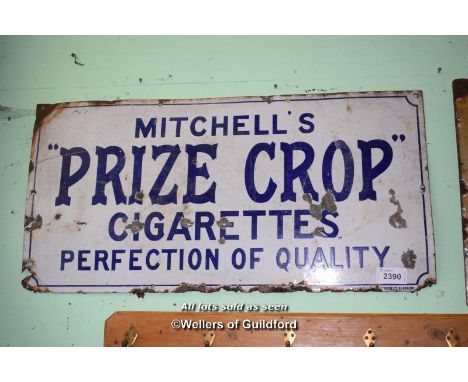 MITCHELL'S
"PRIZE CROP"
CIGARETTES
PERFECTION OF QUALITY
2390
All lots sold as seen
©Wellers of Guildford